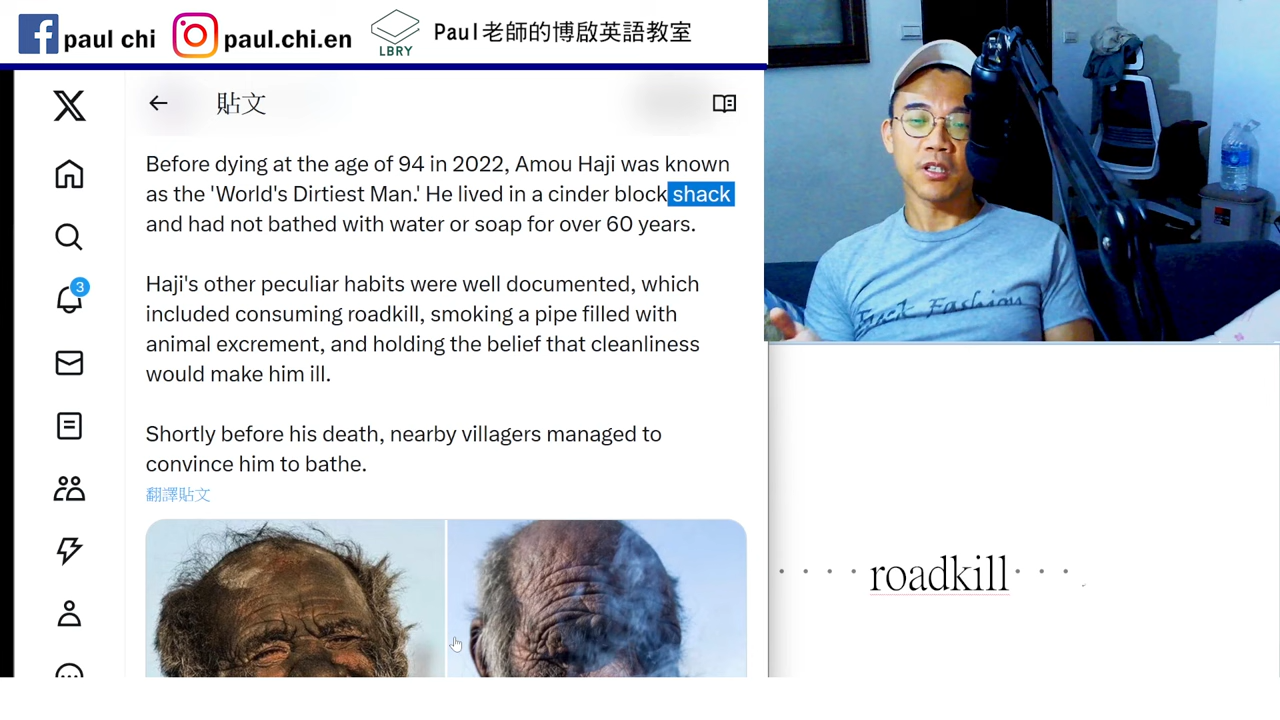 paul chi
paul.chi.en
LBRY
Paul老師的博啟英語教室
貼文
3
Before dying at the age of 94 in 2022, Amou Haji was known
as the 'World's Dirtiest Man.' He lived in a cinder block shack
and had not bathed with water or soap for over 60 years.
Haji's other peculiar habits were well documented, which
included consuming roadkill, smoking a pipe filled with
animal excrement, and holding the belief that cleanliness
would make him ill.
Shortly before his death, nearby villagers managed to
convince him to bathe.
翻譯貼文
Fashion
roadkill